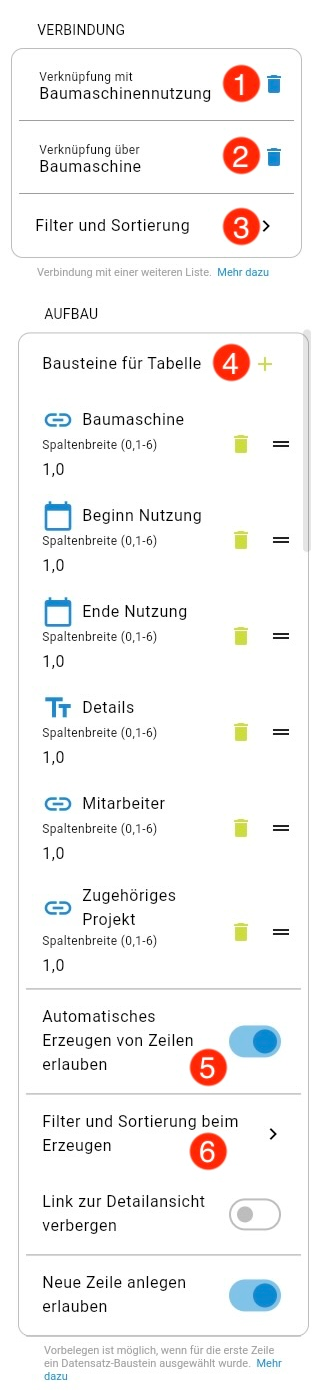 VERBINDUNG
Verknüpfung mit
Baumaschinennutzung
1
Verknüpfung über
Baumaschine
2
Filter und Sortierung
3
Verbindung mit einer weiteren Liste. Mehr dazu
AUFBAU
Bausteine für Tabelle
4
Baumaschine
Spaltenbreite (0,1-6)
1,0
Beginn Nutzung
Spaltenbreite (0,1-6)
1,0
Ende Nutzung
Spaltenbreite (0,1-6)
1,0
Details
Spaltenbreite (0,1-6)
1,0
Mitarbeiter
Spaltenbreite (0,1-6)
1,0
Zugehöriges
Projekt
Spaltenbreite (0,1-6)
1,0
Automatisches
Erzeugen von Zeilen
erlauben
5
Filter und Sortierung beim
Erzeugen
6
Link zur Detailansicht
verbergen
Neue Zeile anlegen
erlauben
Vorbelegen ist möglich, wenn für die erste Zeile
ein Datensatz-Baustein ausgewählt wurde. Mehr
dazu